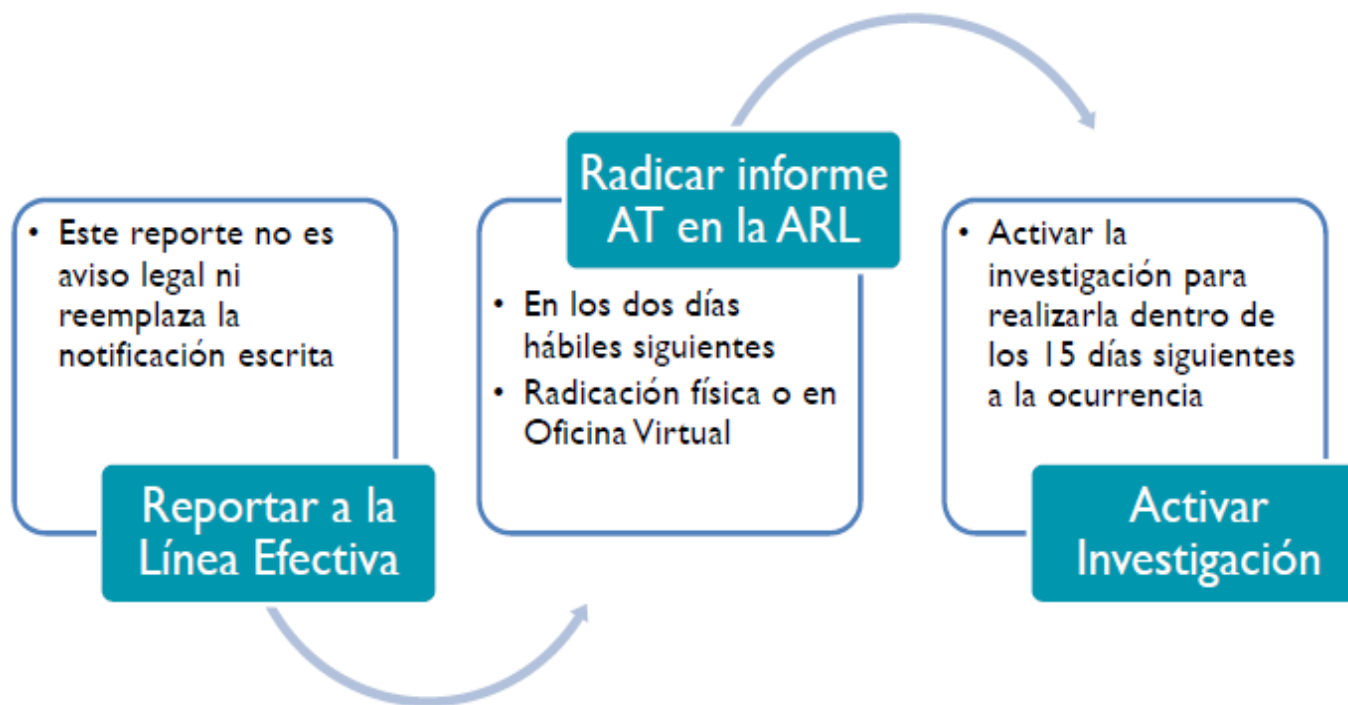 • Este reporte no es
aviso legal ni
reemplaza la
notificación escrita
Reportar a la
Línea Efectiva
Radicar informe
AT en la ARL
• En los dos días
hábiles siguientes
• Radicación física o en
Oficina Virtual
• Activar la
investigación para
realizarla dentro de
los 15 días siguientes
a la ocurrencia
Activar
Investigación